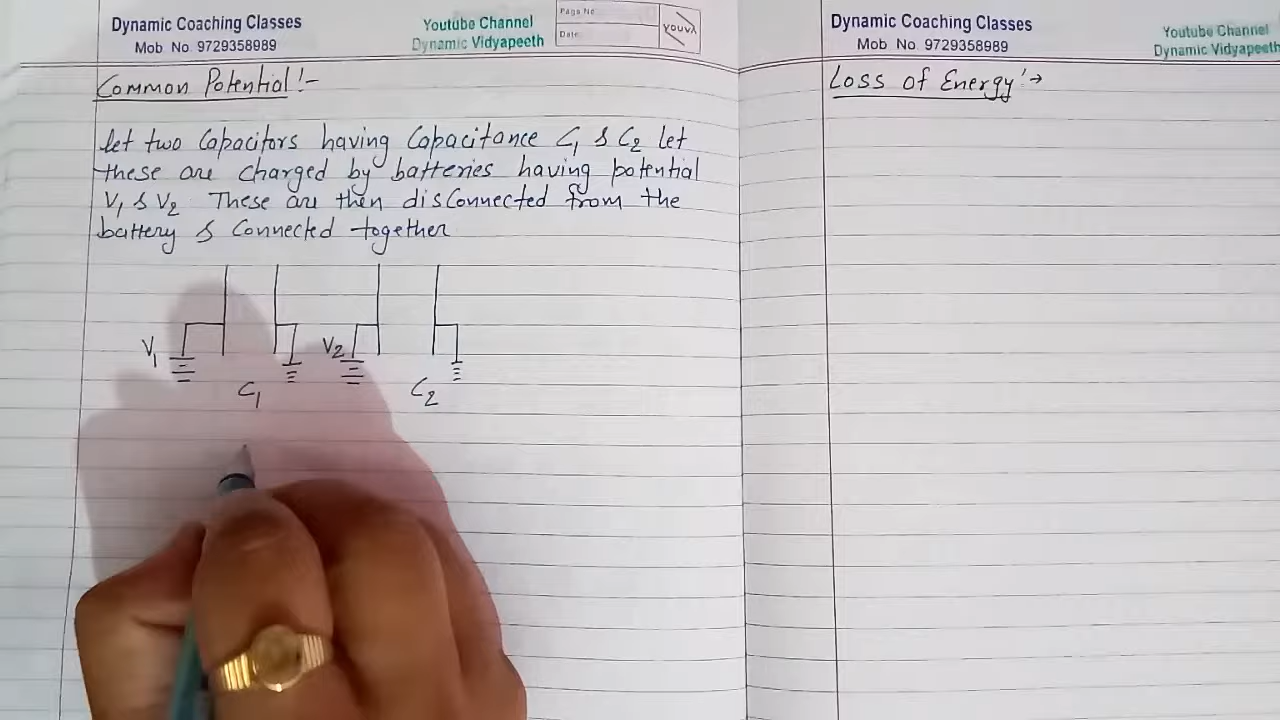 Dynamic Coaching Classes
Mob No. 9729358989
Youtube Channel
Dynamic Vidyapeeth
Page No.
Date:
YOUVA
Common Potential :-
Let two Capacitors having Capacitance C1 & C2 let
these are charged by batteries having potential
V1 & V2 These are then disconnected from the
battery & Connected together
V1
V2
C1
C2
Dynamic Coaching Classes
Mob No. 9729358989
Youtube Channel
Dynamic Vidyapeeth
Loss of Energy :→